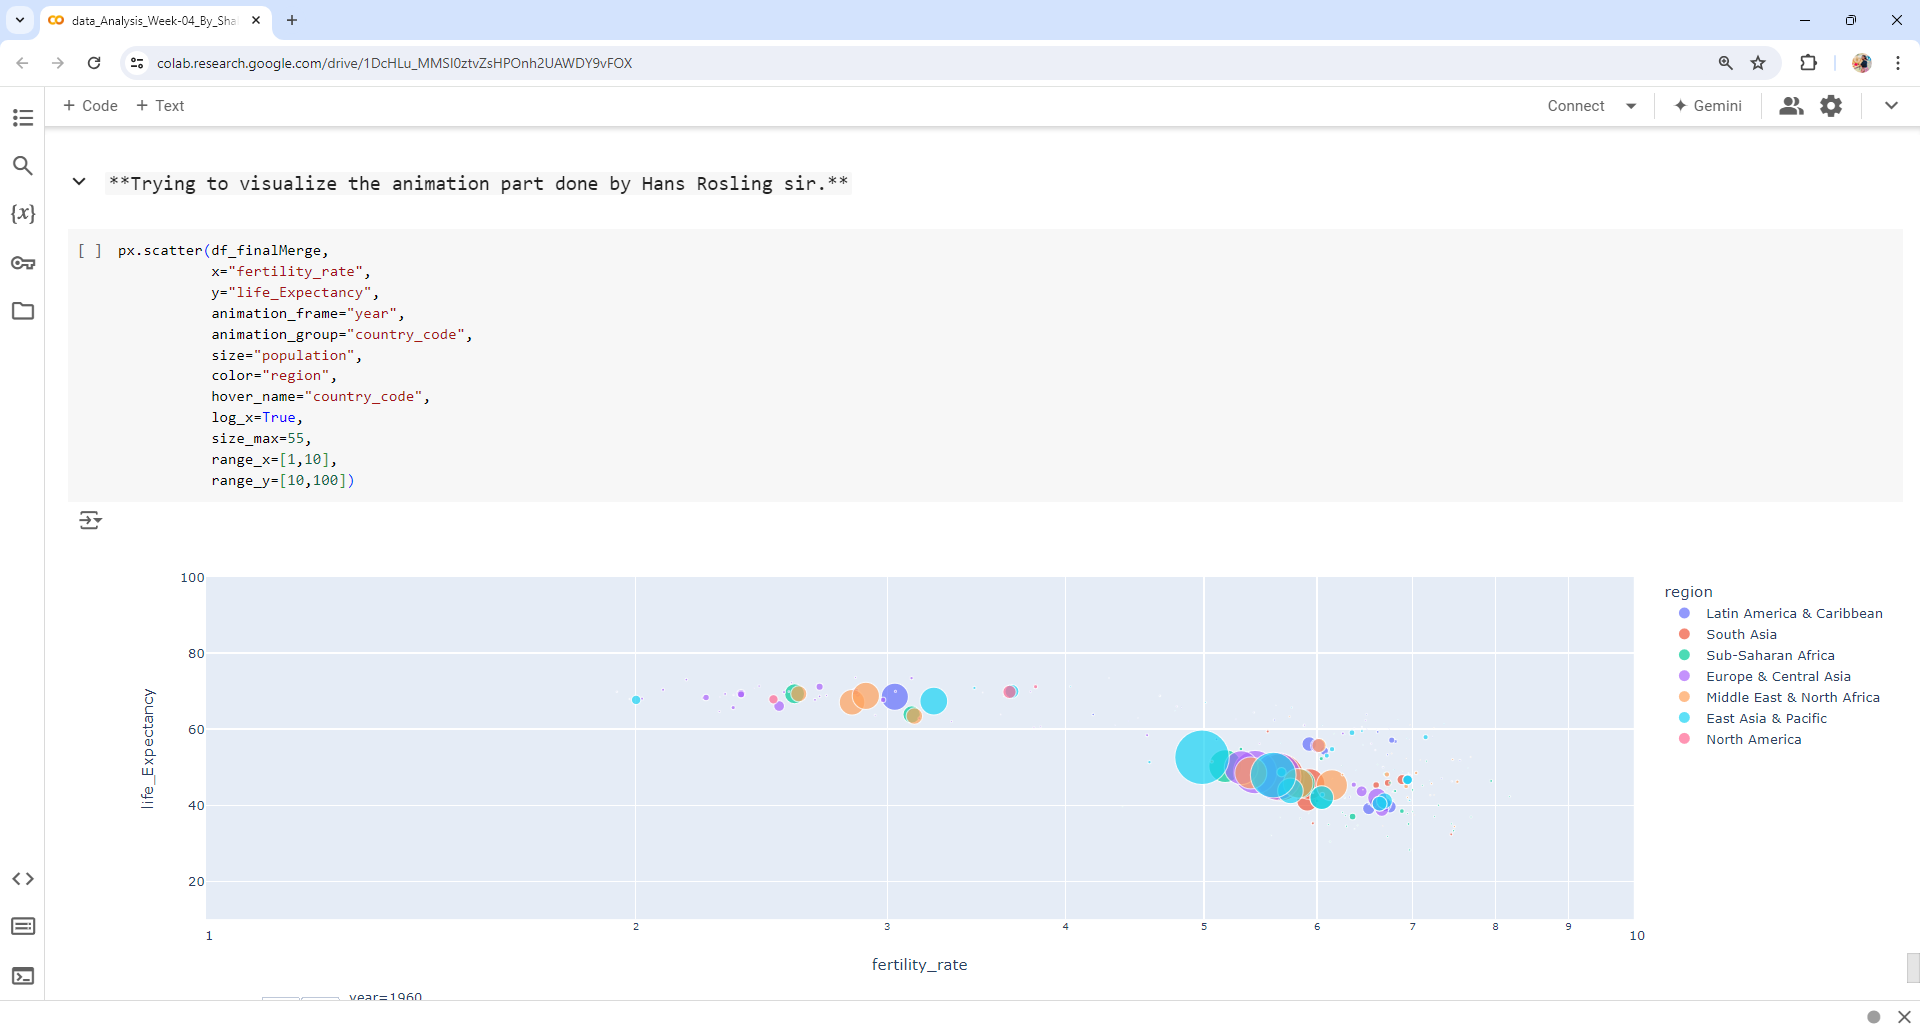 data_Analysis_Week-04_By_Sha
colab.research.google.com/drive/1DcHLu_MMSI0ztvZsHPOnh2UAWDY9vFOX
+ Code + Text
Connect
Gemini
**Trying to visualize the animation part done by Hans Rosling sir.**
[ ] px.scatter(df_finalMerge,
x="fertility_rate",
y="life_Expectancy",
animation_frame="year",
animation_group="country_code",
size="population",
color="region",
hover_name="country_code",
log_x=True,
size_max=55,
range_x=[1,10],
range_y=[10,100])
{x}
100
80
60
40
20
life_Expectancy
1
2
3
4
5
6
7
8
9
10
fertility_rate
region
Latin America & Caribbean
South Asia
Sub-Saharan Africa
Europe & Central Asia
Middle East & North Africa
East Asia & Pacific
North America
year=1960